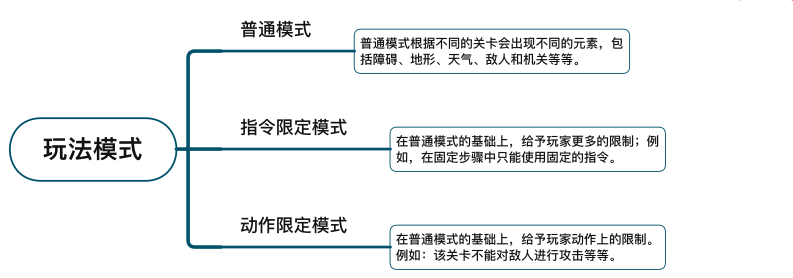 普通模式
普通模式根据不同的关卡会出现不同的元素，包
括障碍、地形、天气、敌人和机关等等。
玩法模式
指令限定模式
在普通模式的基础上，给予玩家更多的限制；例
如，在固定步骤中只能使用固定的指令。
动作限定模式
在普通模式的基础上，给予玩家动作上的限制。
例如：该关卡不能对敌人进行攻击等等。